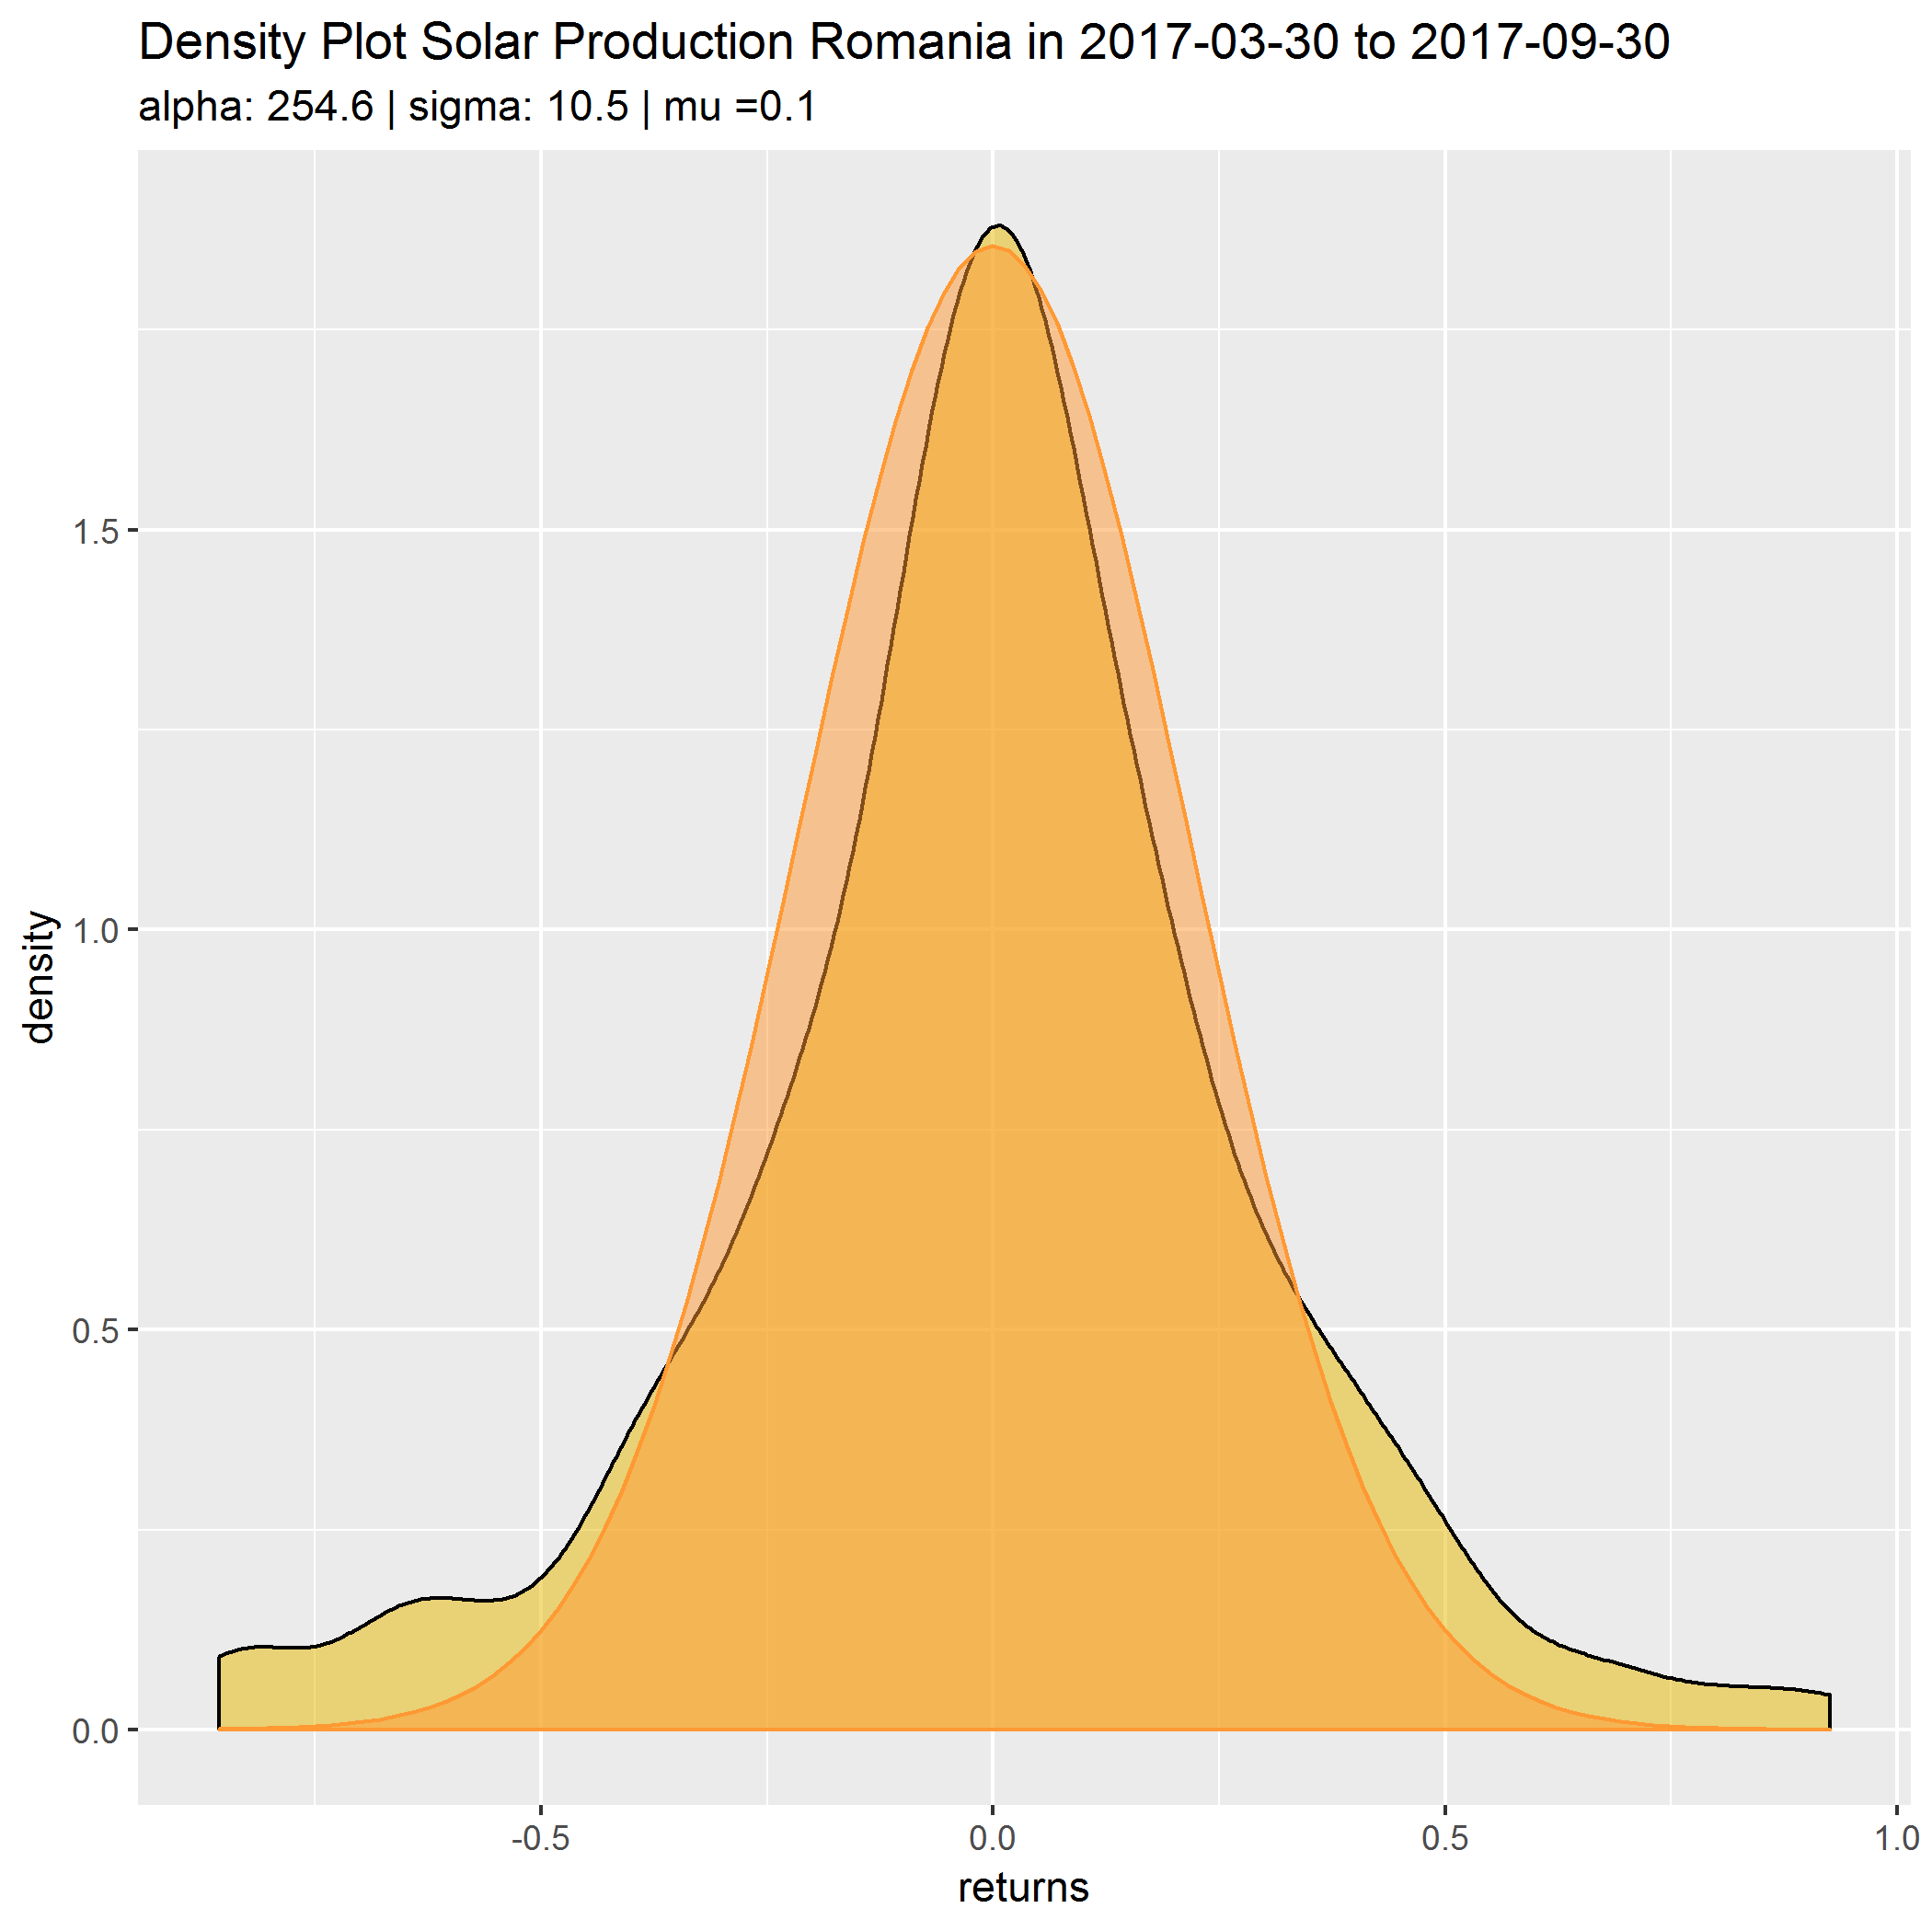 Density Plot Solar Production Romania in 2017-03-30 to 2017-09-30
alpha: 254.6 | sigma: 10.5 | mu =0.1
density
1.5
1.0
0.5
0.0
-0.5 0.0 0.5 1.0
returns